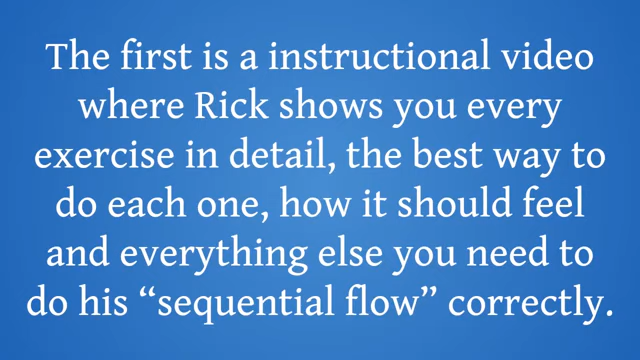 The first is a instructional video
where Rick shows you every
exercise in detail, the best way to
do each one, how it should feel
and everything else you need to
do his “sequential flow” correctly.